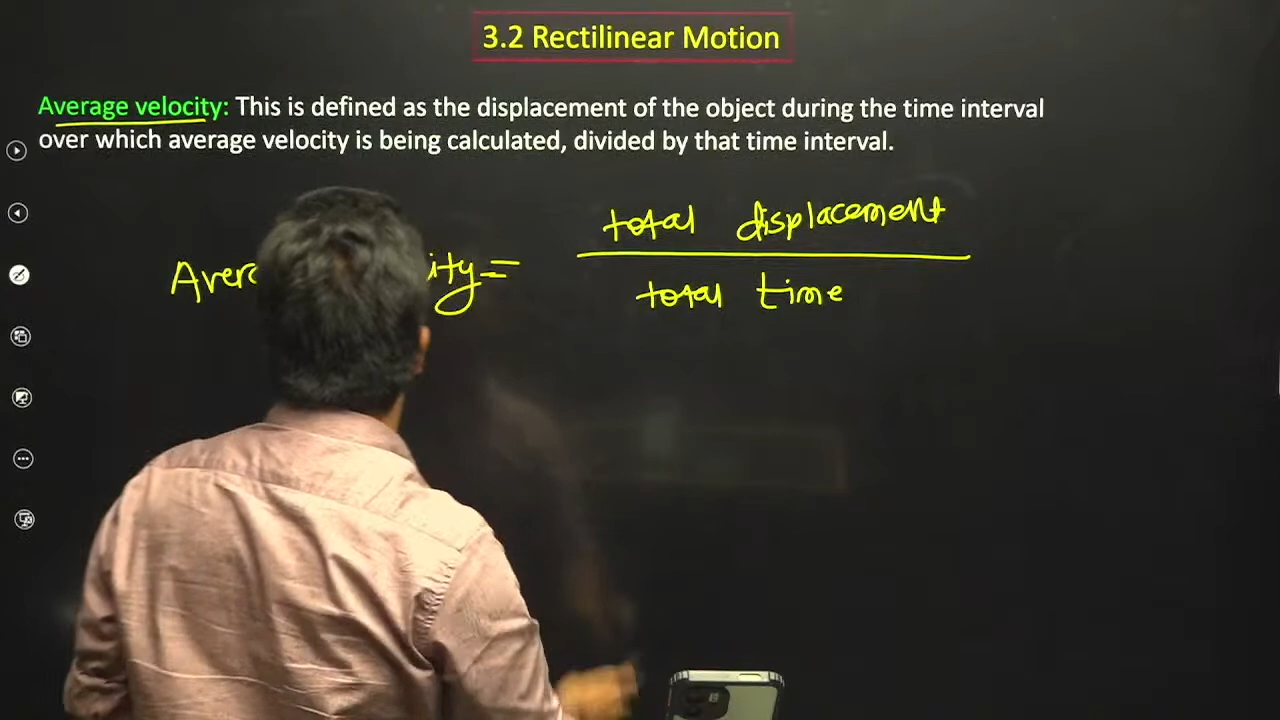 3.2 Rectilinear Motion
Average velocity: This is defined as the displacement of the object during the time interval
over which average velocity is being calculated, divided by that time interval.
total displacement
=
total time